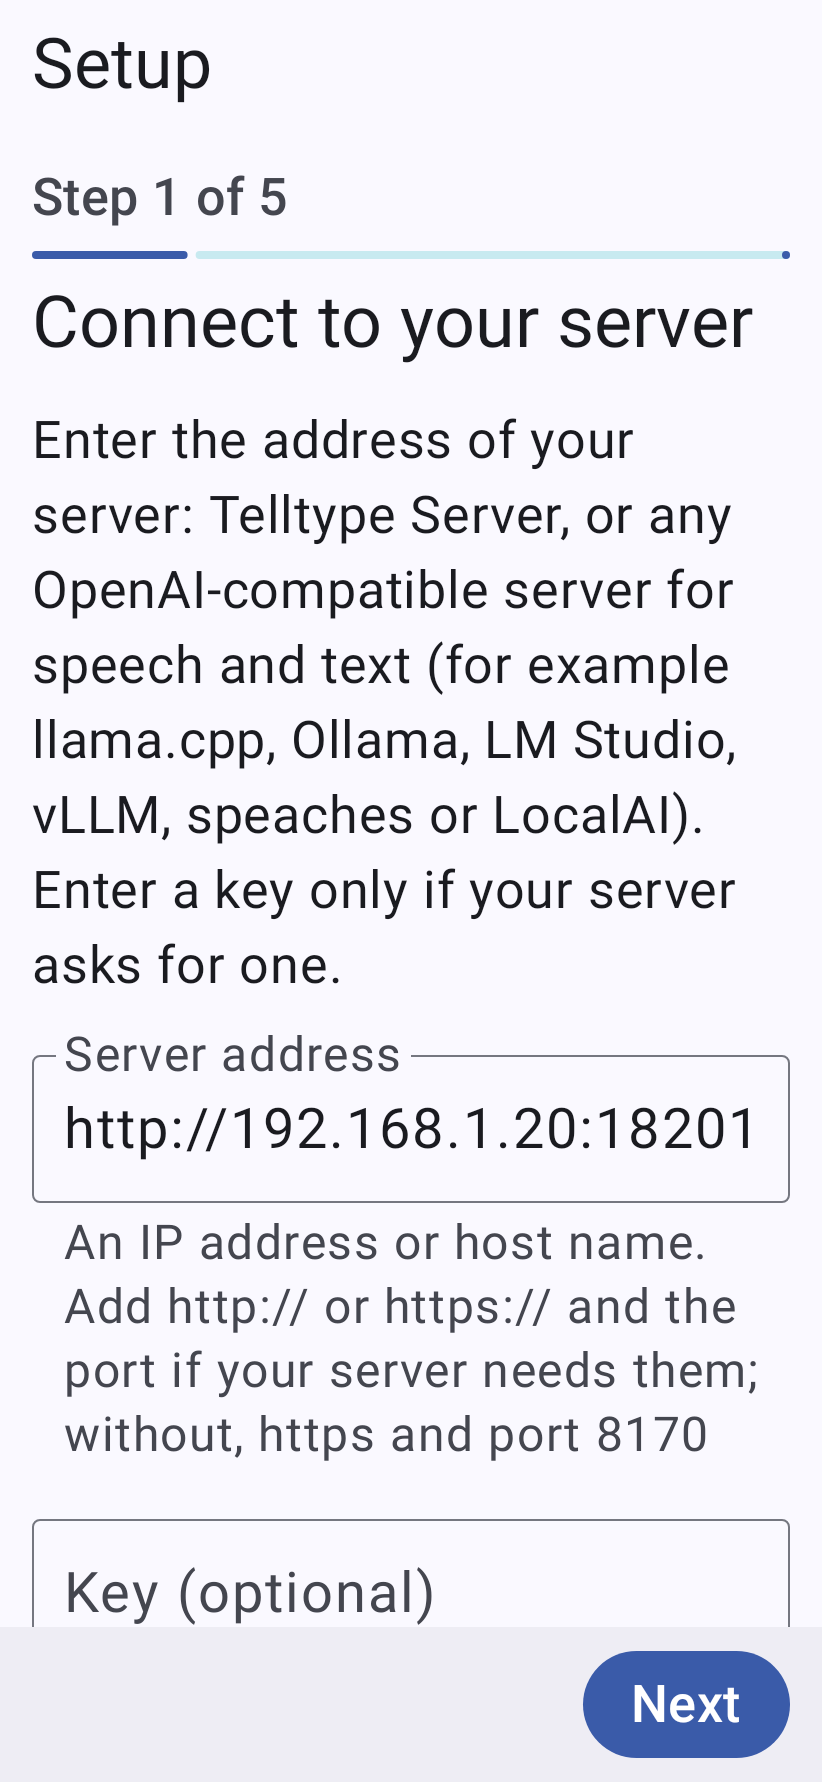 Setup
Step 1 of 5
Connect to your server
Enter the address of your
server: Telltype Server, or any
OpenAI-compatible server for
speech and text (for example
llama.cpp, Ollama, LM Studio,
vLLM, speaches or LocalAI).
Enter a key only if your server
asks for one.
Server address
http://192.168.1.20:18201
An IP address or host name.
Add http:// or https:// and the
port if your server needs them;
without, https and port 8170
Key (optional)
Next